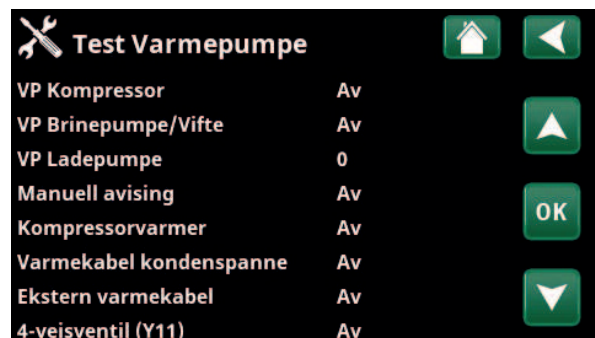 Test Varmepumpe
VP Kompressor Av
VP Brinepumpe/Vifte Av
VP Ladepumpe 0
Manuell avising Av
OK
Kompressorvarmer Av
Varmekabel kondenspanne Av
Ekstern varmekabel Av
4-veisventil (Y11) Av